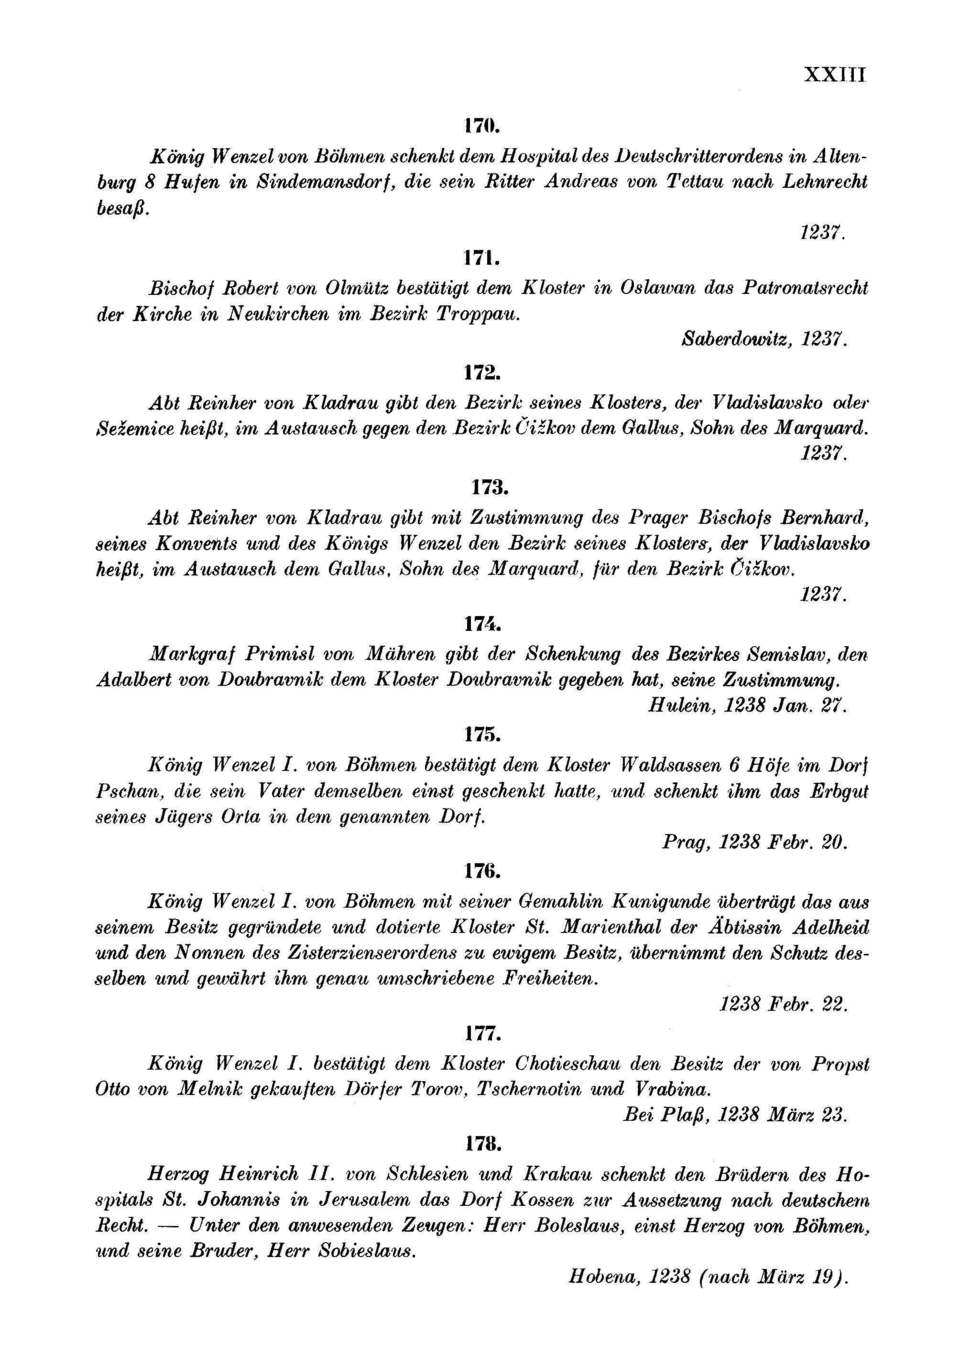 XXIII
170.
König Wenzel von Böhmen schenkt dem Hospital des Deutschritterordens in Alten-
burg 8 Hufen in Sindemansdorf, die sein Ritter Andreas von Tettau nach Lehnrecht
besaß.
1237.
171.
Bischof Robert von Olmütz bestätigt dem Kloster in Oslawan das Patronatsrecht
der Kirche in Neukirchen im Bezirk Troppau.
Saberdowitz, 1237.
172.
Abt Reinher von Kladrau gibt den Bezirk seines Klosters, der Vladislavsko oder
Sežemice heißt, im Austausch gegen den Bezirk Čižkov dem Gallus, Sohn des Marquard.
1237.
173.
Abt Reinher von Kladrau gibt mit Zustimmung des Prager Bischofs Bernhard,
seines Konvents und des Königs Wenzel den Bezirk seines Klosters, der Vladislavsko
heißt, im Austausch dem Gallus, Sohn des Marquard, für den Bezirk Čižkov.
1237.
174.
Markgraf Primisl von Mähren gibt der Schenkung des Bezirkes Semislav, den
Adalbert von Doubravnik dem Kloster Doubravnik gegeben hat, seine Zustimmung.
Hulein, 1238 Jan. 27.
175.
König Wenzel I. von Böhmen bestätigt dem Kloster Waldsassen 6 Höfe im Dorf
Pschan, die sein Vater demselben einst geschenkt hatte, und schenkt ihm das Erbgut
seines Jägers Orta in dem genannten Dorf.
Prag, 1238 Febr. 20.
176.
König Wenzel I. von Böhmen mit seiner Gemahlin Kunigunde überträgt das aus
seinem Besitz gegründete und dotierte Kloster St. Marienthal der Äbtissin Adelheid
und den Nonnen des Zisterzienserordens zu ewigem Besitz, übernimmt den Schutz des-
selben und gewährt ihm genau umschriebene Freiheiten.
1238 Febr. 22.
177.
König Wenzel I. bestätigt dem Kloster Chotieschau den Besitz der von Propst
Otto von Melnik gekauften Dörfer Torov, Tschernotin und Vrabina.
Bei Plaß, 1238 März 23.
178.
Herzog Heinrich II. von Schlesien und Krakau schenkt den Brüdern des Ho-
spitals St. Johannis in Jerusalem das Dorf Kossen zur Aussetzung nach deutschem
Recht. — Unter den anwesenden Zeugen: Herr Boleslaus, einst Herzog von Böhmen,
und seine Bruder, Herr Sobieslaus.
Hobena, 1238 (nach März 19).